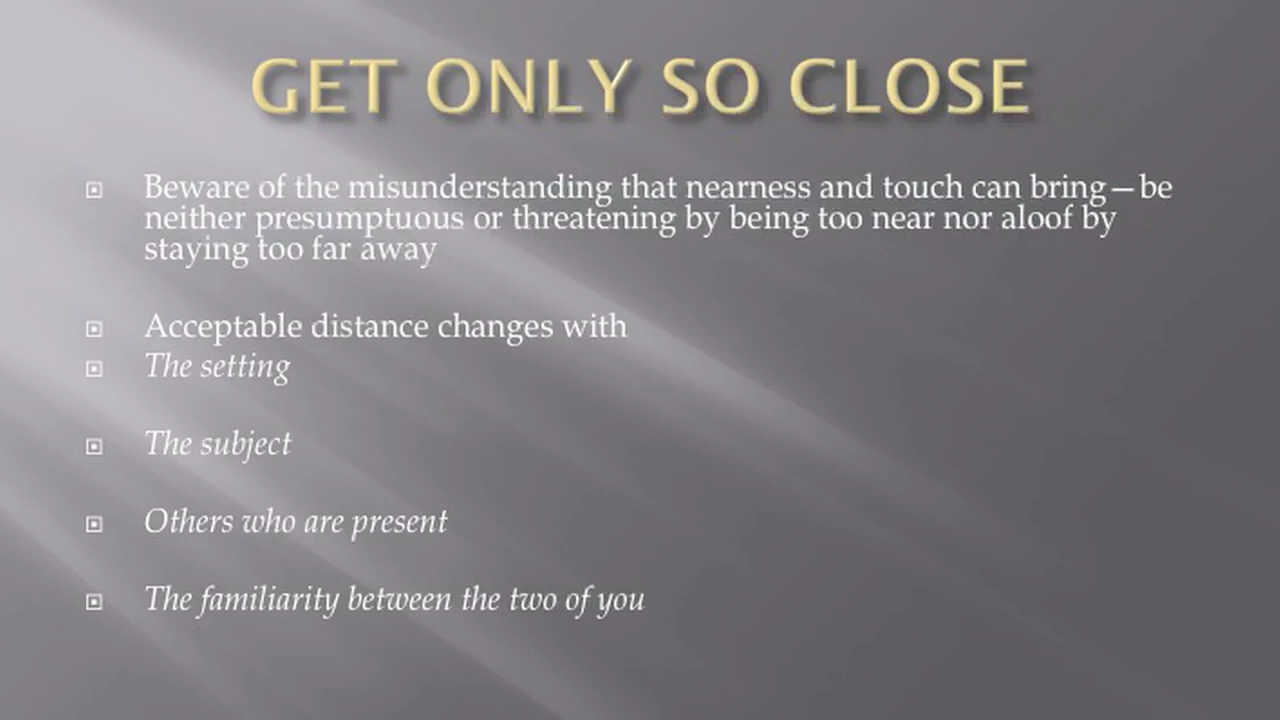 GET ONLY SO CLOSE
Beware of the misunderstanding that nearness and touch can bring—be
neither presumptuous or threatening by being too near nor aloof by
staying too far away
Acceptable distance changes with
The setting
The subject
Others who are present
The familiarity between the two of you